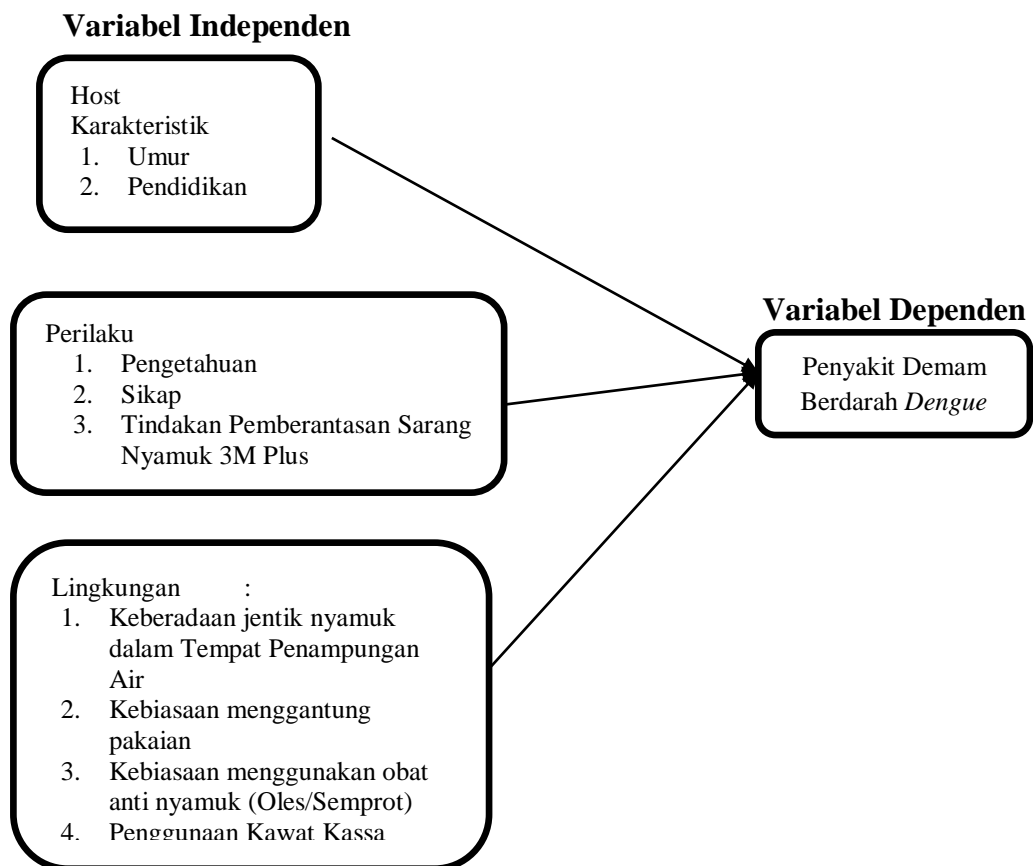 Variabel Independen
Host
Karakteristik
1. Umur
2. Pendidikan
Perilaku
1. Pengetahuan
2. Sikap
3. Tindakan Pemberantasan Sarang
Nyamuk 3M Plus
Variabel Dependen
Penyakit Demam
Berdarah Dengue
Lingkungan :
1. Keberadaan jentik nyamuk
dalam Tempat Penampungan
Air
2. Kebiasaan menggantung
pakaian
3. Kebiasaan menggunakan obat
anti nyamuk (Oles/Semprot)
4. Penggunaan Kawat Kassa